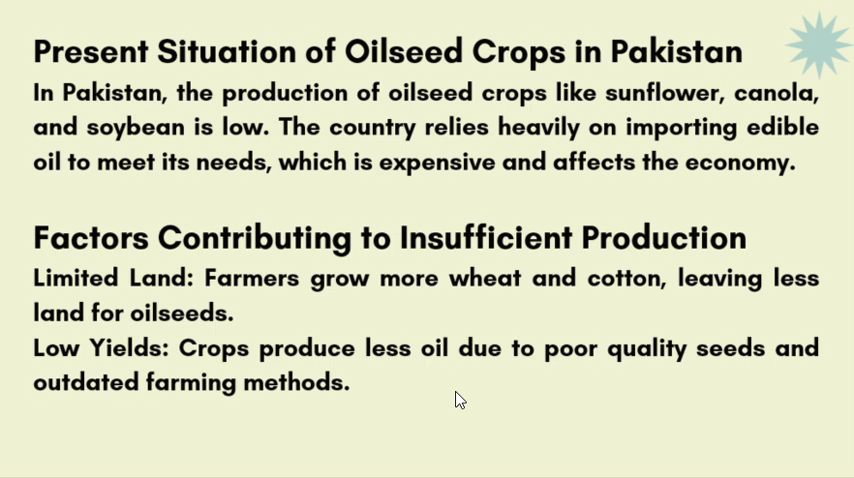 Present Situation of Oilseed Crops in Pakistan
In Pakistan, the production of oilseed crops like sunflower, canola,
and soybean is low. The country relies heavily on importing edible
oil to meet its needs, which is expensive and affects the economy.
Factors Contributing to Insufficient Production
Limited Land: Farmers grow more wheat and cotton, leaving less
land for oilseeds.
Low Yields: Crops produce less oil due to poor quality seeds and
outdated farming methods.